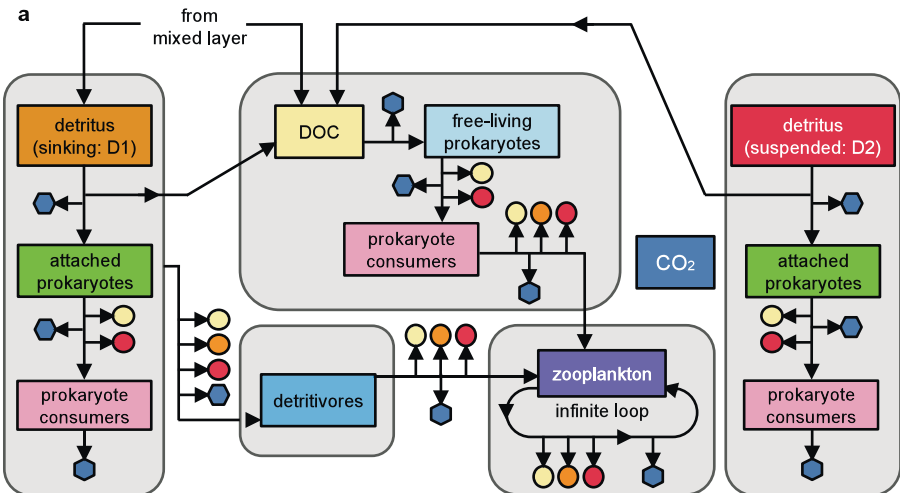 a
from
mixed layer
detritus
(sinking: D1)
DOC
free-living
prokaryotes
detritus
(suspended: D2)
prokaryote
consumers
CO₂
attached
prokaryotes
attached
prokaryotes
prokaryote
consumers
detritivores
zooplankton
infinite loop
prokaryote
consumers